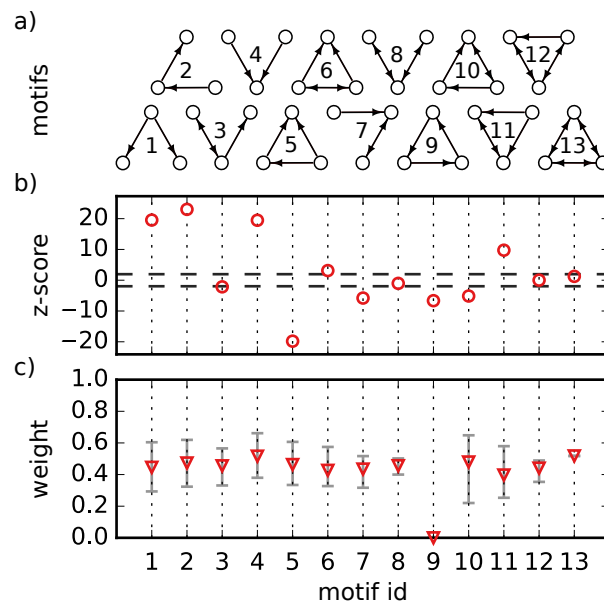 a)
motifs
2 4 6 8 10 12
1 3 5 7 9 11 13
b)
z-score
20
10
0
−10
−20
c)
weight
1.0
0.8
0.6
0.4
0.2
0.0
1 2 3 4 5 6 7 8 9 10 11 12 13
motif id